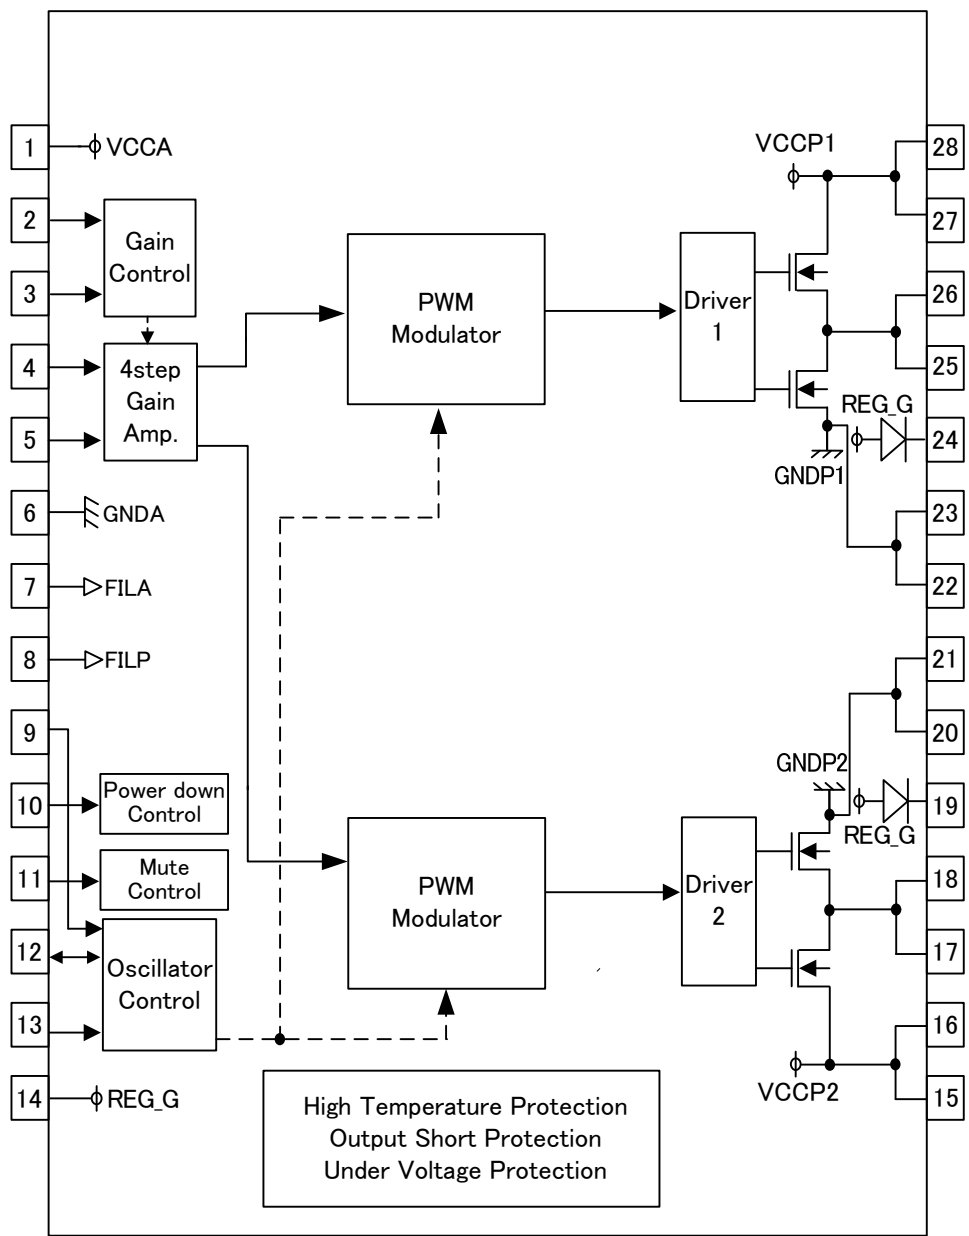 1
VCCA
2
3
Gain
Control
4
5
4step
Gain
Amp.
6
GNDA
7
FILA
8
FILP
9
10
Power down
Control
11
Mute
Control
12
13
Oscillator
Control
14
REG_G
PWM
Modulator
PWM
Modulator
High Temperature Protection
Output Short Protection
Under Voltage Protection
Driver
1
Driver
2
VCCP1
28
27
26
25
REG_G
24
GNDP1
23
22
21
20
GNDP2
19
REG_G
18
17
16
VCCP2
15